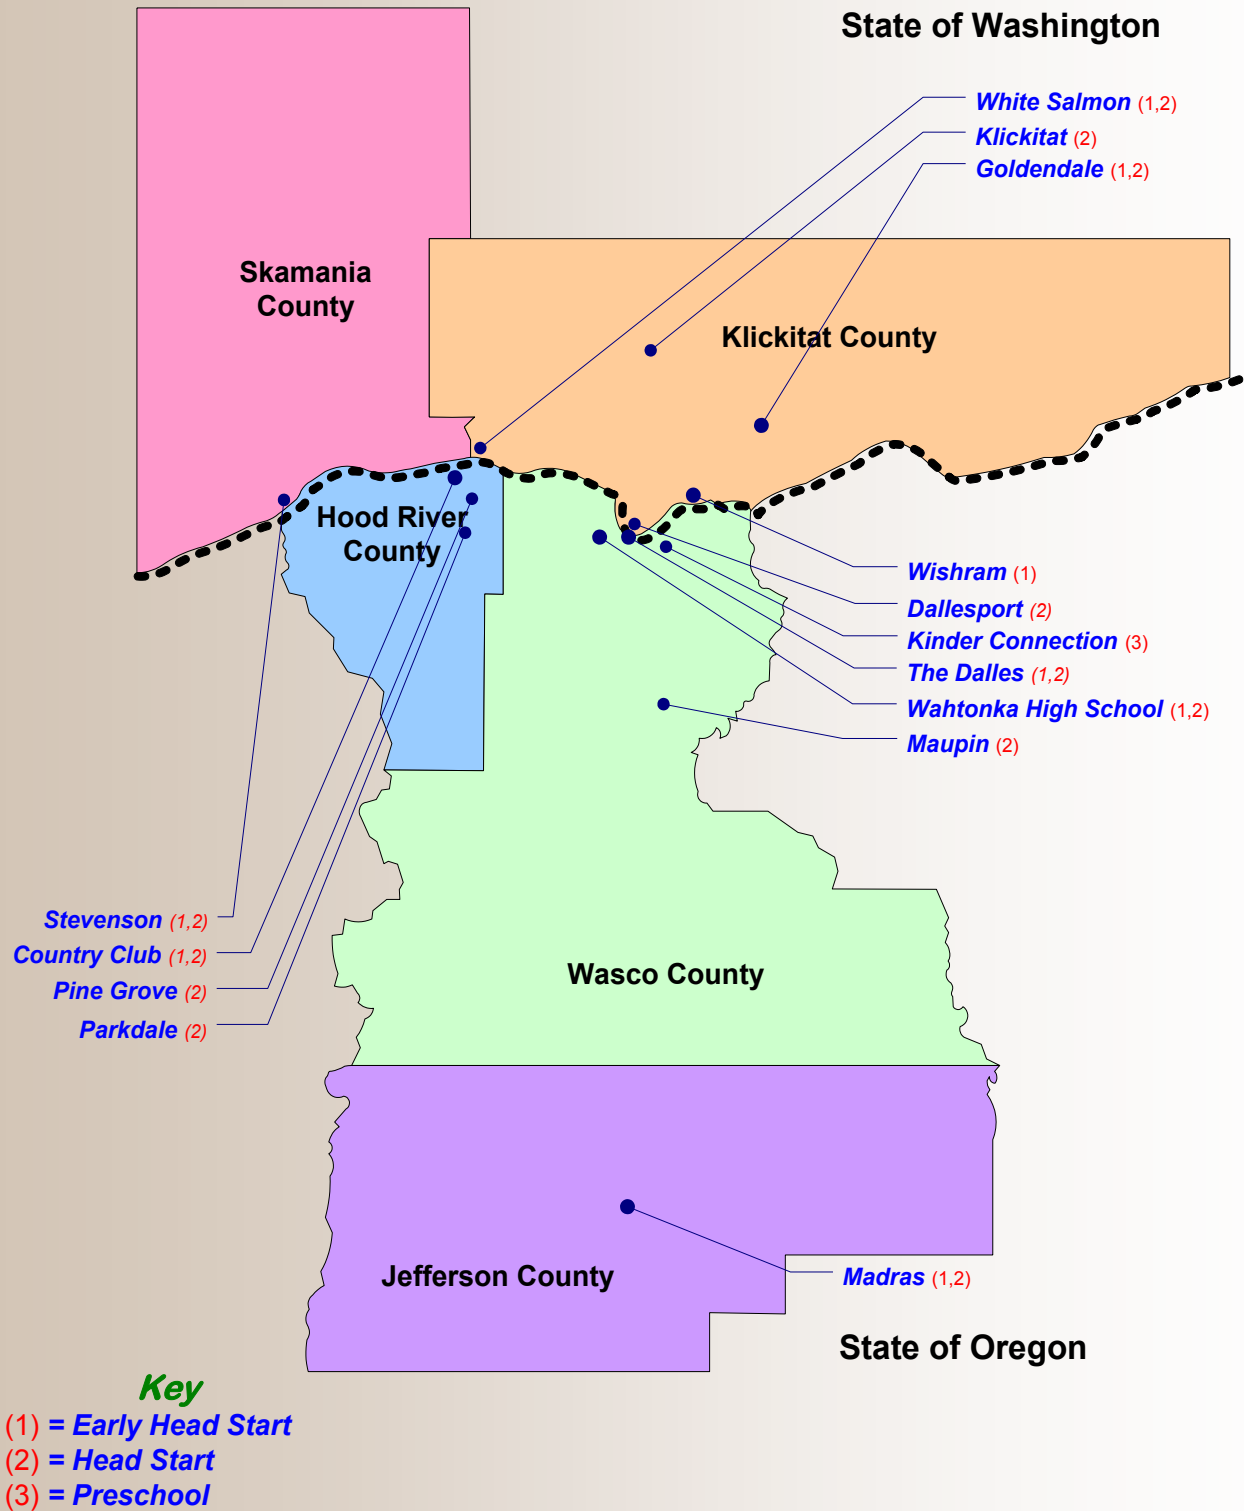 State of Washington
White Salmon (1,2)
Klickitat (2)
Goldendale (1,2)
Skamania
County
Klickitat County
Hood River
County
Wishram (1)
Dallesport (2)
Kinder Connection (3)
The Dalles (1,2)
Wahtonka High School (1,2)
Maupin (2)
Stevenson (1,2)
Country Club (1,2)
Pine Grove (2)
Parkdale (2)
Wasco County
Jefferson County
Madras (1,2)
State of Oregon
Key
(1) = Early Head Start
(2) = Head Start
(3) = Preschool